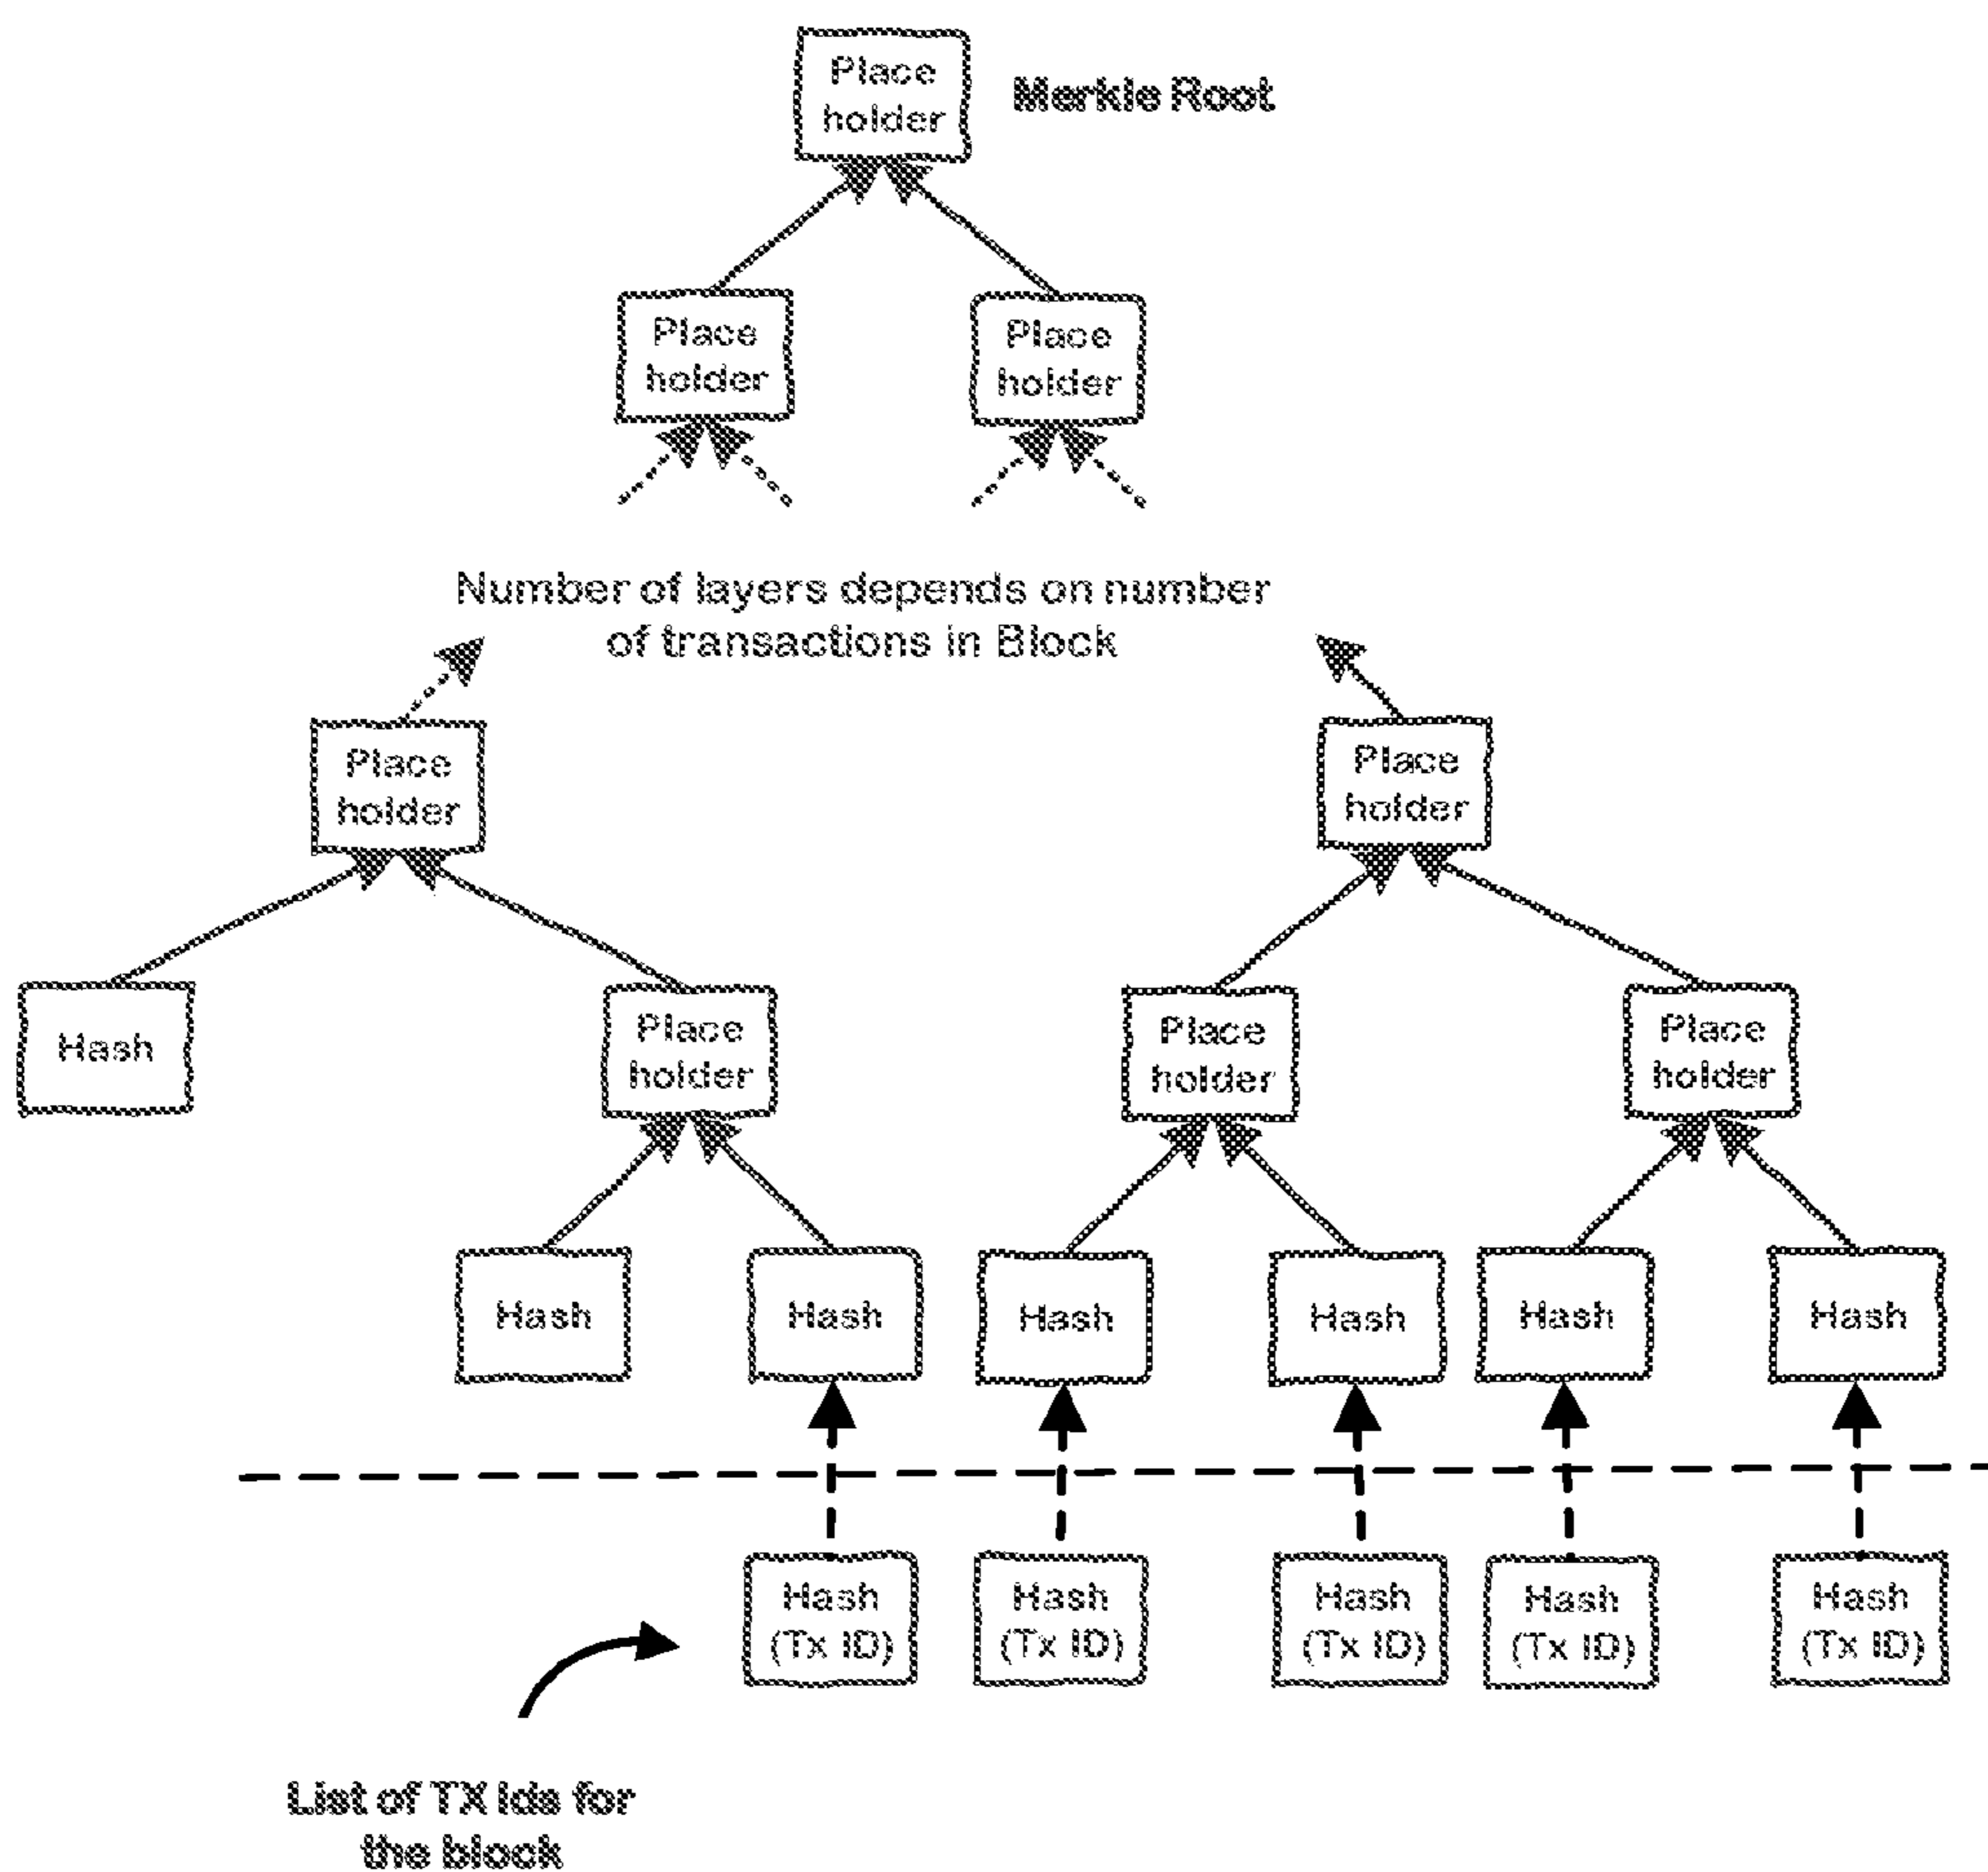 Place
holder
Merkle Root
Place
holder
Place
holder
Number of layers depends on number
of transactions in Block
Place
holder
Place
holder
Hash
Place
holder
Place
holder
Place
holder
Hash
Hash
Hash
Hash
Hash
Hash
Hash
(Tx ID)
Hash
(Tx ID)
Hash
(Tx ID)
Hash
(Tx ID)
Hash
(Tx ID)
List of TX Ids for
the block